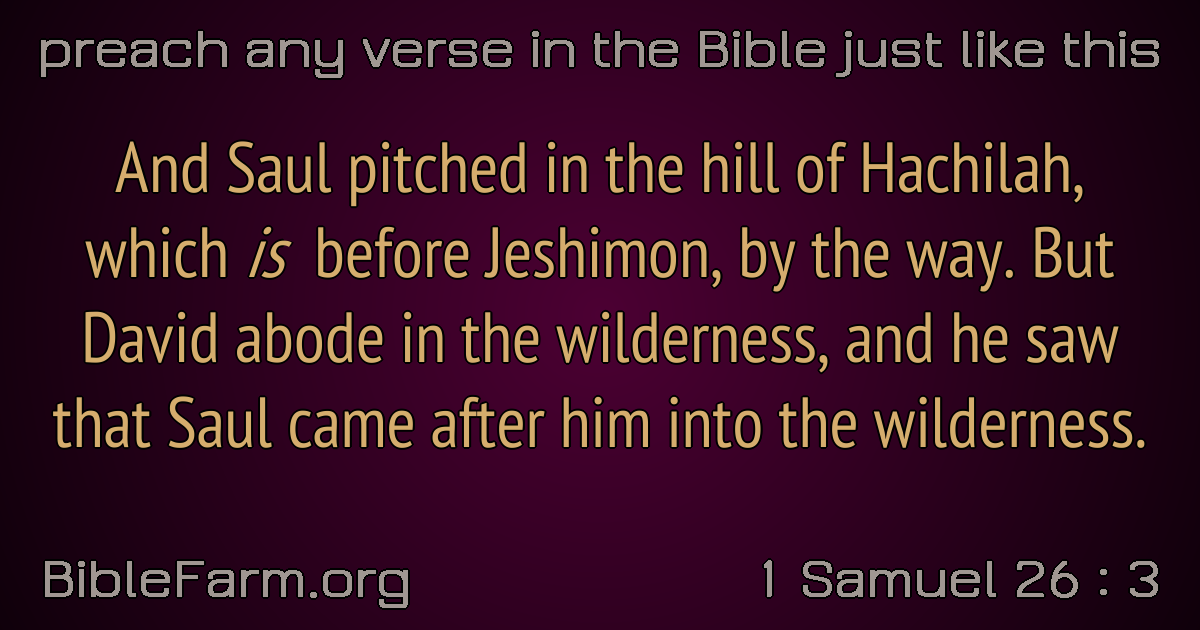 preach any verse in the Bible just like this
And Saul pitched in the hill of Hachilah,
which is before Jeshimon, by the way. But
David abode in the wilderness, and he saw
that Saul came after him into the wilderness.
BibleFarm.org
1 Samuel 26 : 3